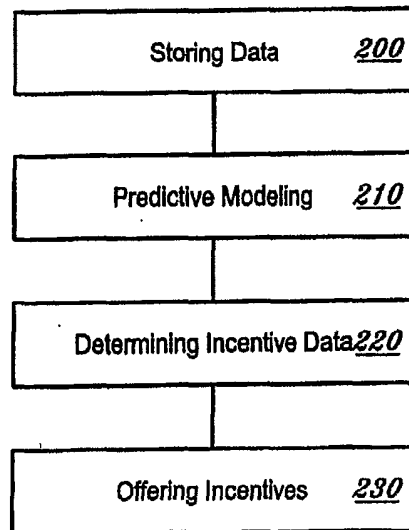 Storing Data 200
Predictive Modeling 210
Determining Incentive Data 220
Offering Incentives 230